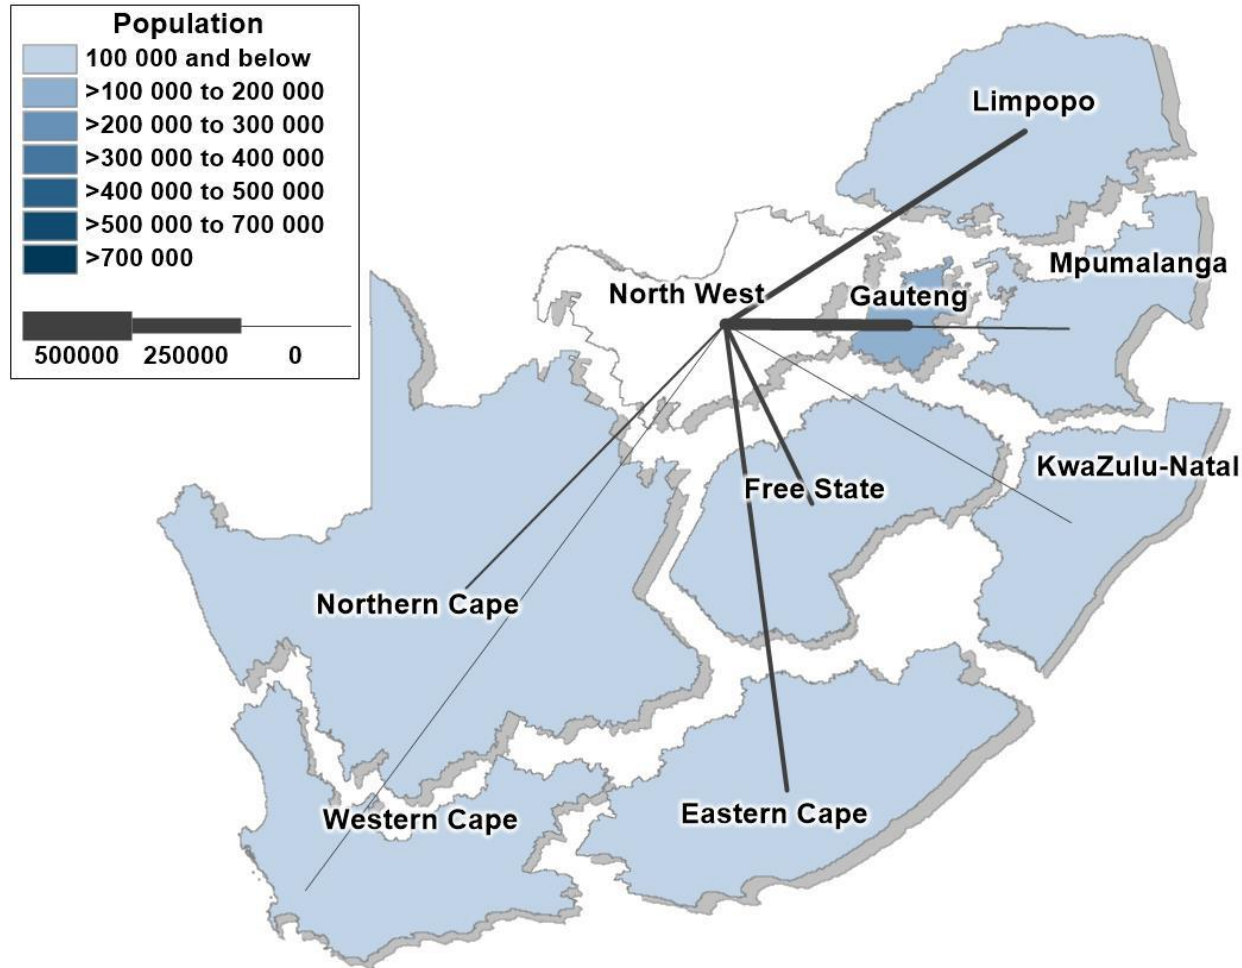 Population
100 000 and below
>100 000 to 200 000
>200 000 to 300 000
>300 000 to 400 000
>400 000 to 500 000
>500 000 to 700 000
>700 000
500000 250000 0
Limpopo
Mpumalanga
North West
Gauteng
KwaZulu-Natal
Free State
Northern Cape
Western Cape
Eastern Cape